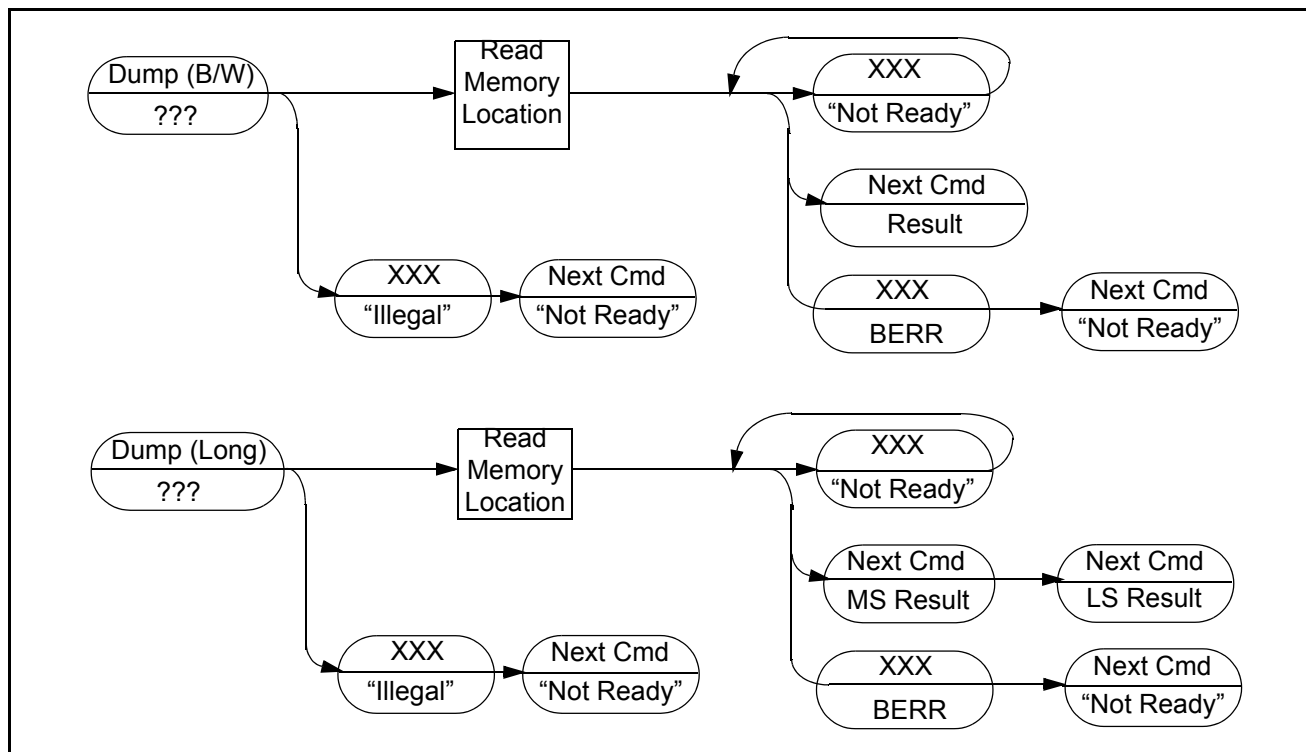 Dump (B/W)
???
Read
Memory
Location
XXX
“Not Ready”
Next Cmd
Result
XXX
“Illegal”
Next Cmd
“Not Ready”
XXX
BERR
Next Cmd
“Not Ready”
Dump (Long)
???
Read
Memory
Location
XXX
“Not Ready”
Next Cmd
MS Result
Next Cmd
LS Result
XXX
“Illegal”
Next Cmd
“Not Ready”
XXX
BERR
Next Cmd
“Not Ready”